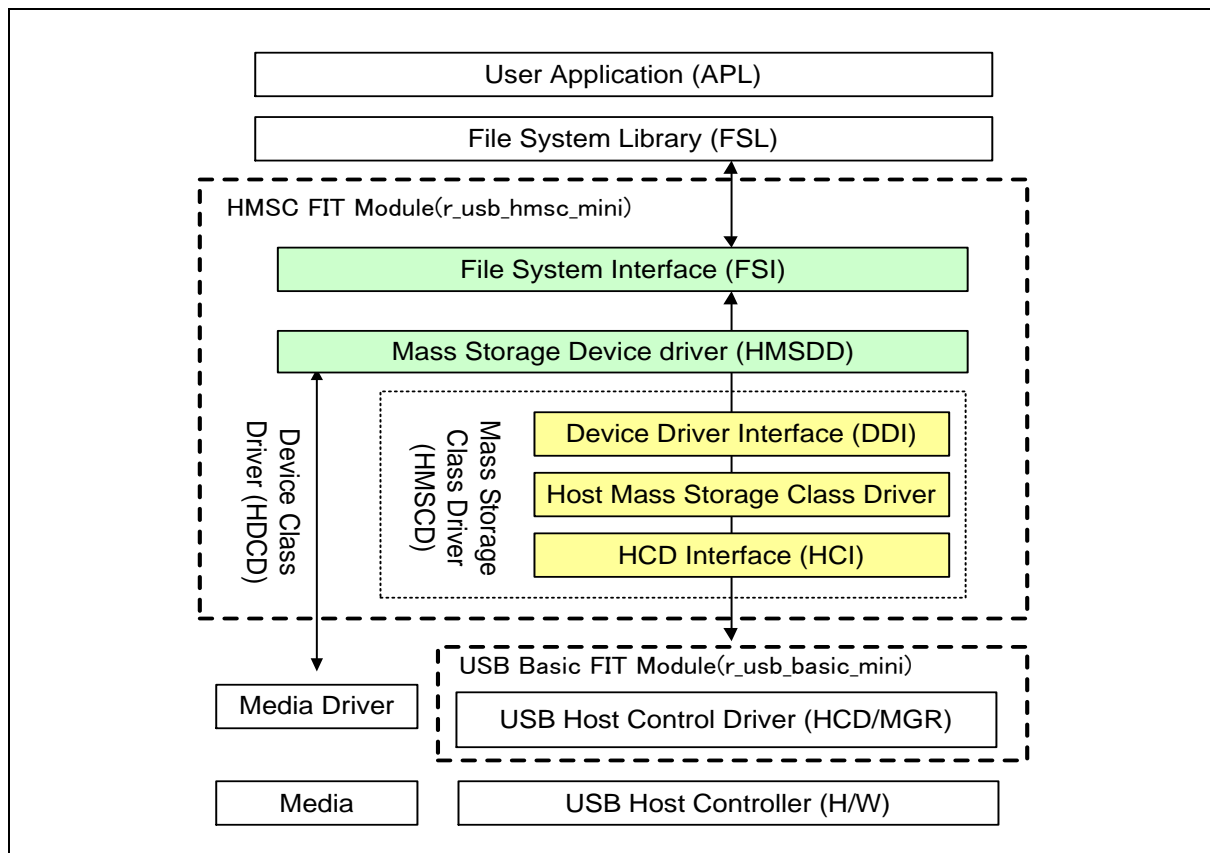 User Application (APL)
File System Library (FSL)
HMSC FIT Module(r_usb_hmsc_mini)
File System Interface (FSI)
Mass Storage Device driver (HMSDD)
Device Class
Driver (HDCD)
Mass Storage
Class Driver
(HMSCD)
Device Driver Interface (DDI)
Host Mass Storage Class Driver
HCD Interface (HCI)
USB Basic FIT Module(r_usb_basic_mini)
Media Driver
USB Host Control Driver (HCD/MGR)
Media
USB Host Controller (H/W)